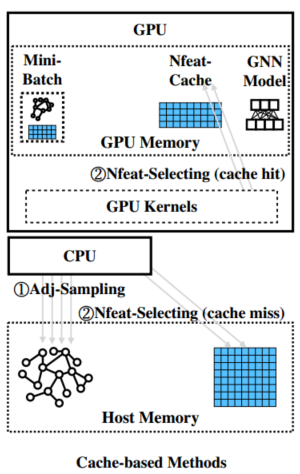 GPU
Mini-
Batch
Nfeat-
Cache
GNN
Model
GPU Memory
②Nfeat-Selecting (cache hit)
GPU Kernels
CPU
①Adj-Sampling
②Nfeat-Selecting (cache miss)
Host Memory
Cache-based Methods